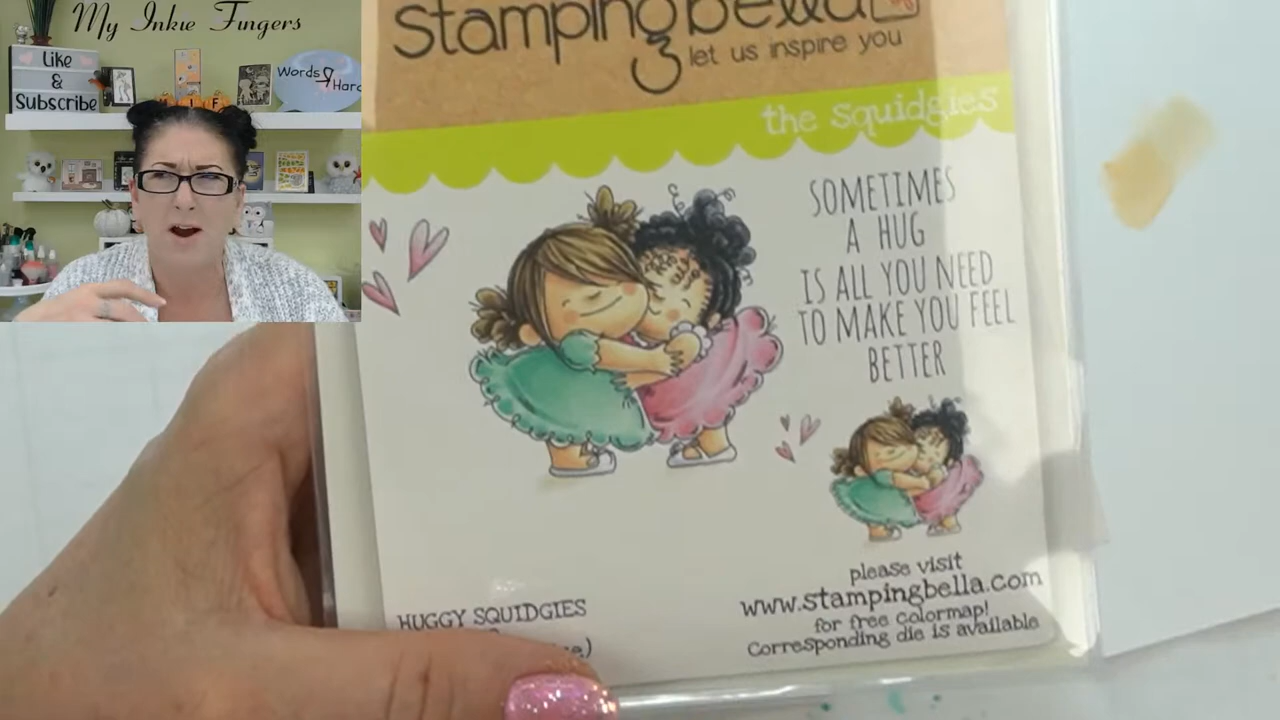 My Inkie Fingers
Like
&
Subscribe
Words
Hard
stampingbella
let us inspire you
the squidgies
SOMETIMES
A HUG
IS ALL YOU NEED
TO MAKE YOU FEEL
BETTER
please visit
www.stampingbella.com
for free colormap!
Corresponding die is available
HUGGY SQUIDGIES